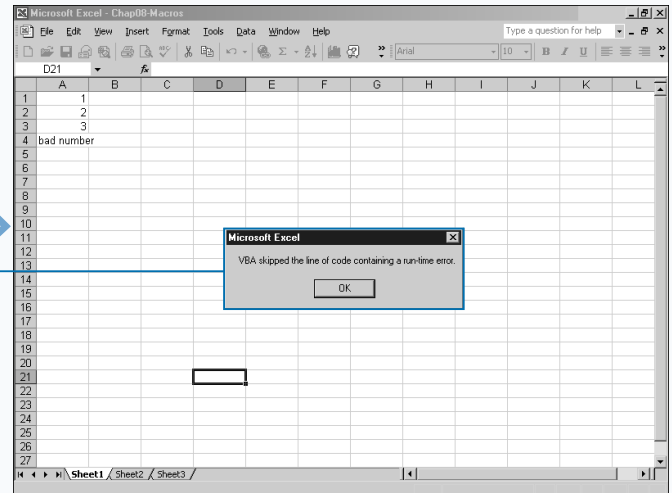 Microsoft Excel - Chap08-Macros
File Edit View Insert Format Tools Data Window Help
Type a question for help
Arial
10
B I U
D21
fx
A B C D E F G H I J K L
1 1
2 2
3 3
4 bad number
5
6
7
8
9
10
11
12
13
14
15
16
17
18
19
20
21
22
23
24
25
26
27
Microsoft Excel
VBA skipped the line of code containing a run-time error.
OK
Sheet1 Sheet2 Sheet3